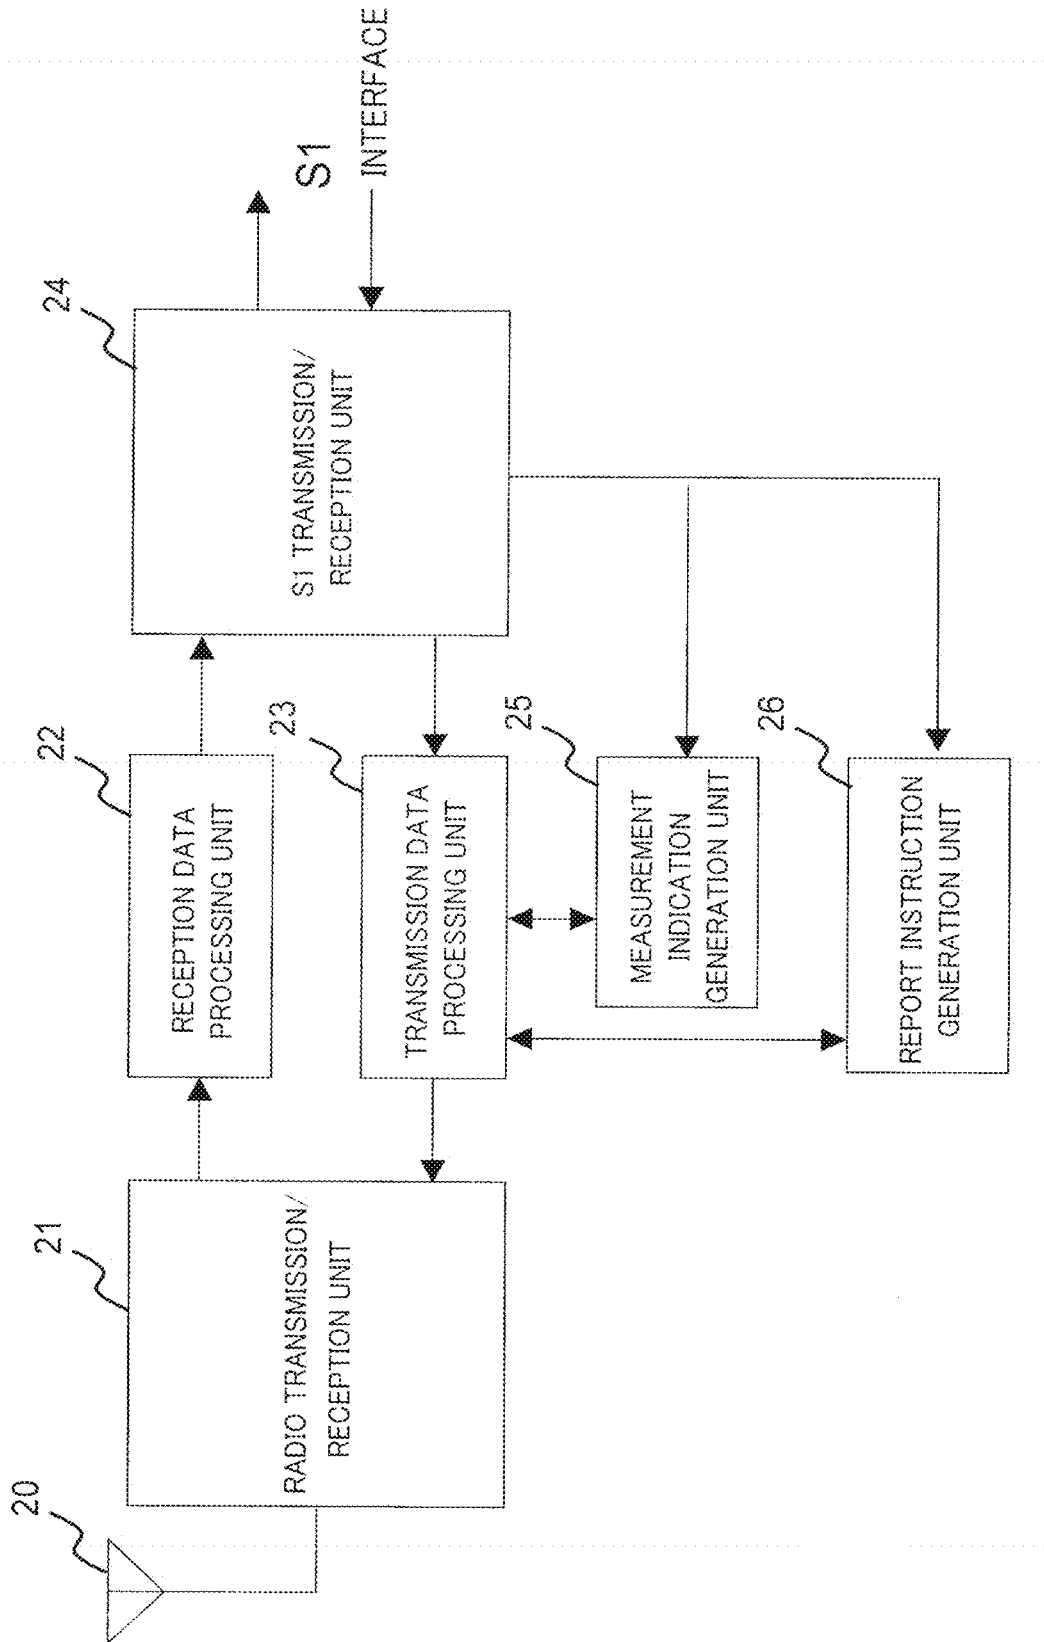 20
21
RADIO TRANSMISSION/
RECEPTION UNIT
22
RECEPTION DATA
PROCESSING UNIT
23
TRANSMISSION DATA
PROCESSING UNIT
24
S1 TRANSMISSION/
RECEPTION UNIT
S1
INTERFACE
25
MEASUREMENT
INDICATION
GENERATION UNIT
26
REPORT INSTRUCTION
GENERATION UNIT